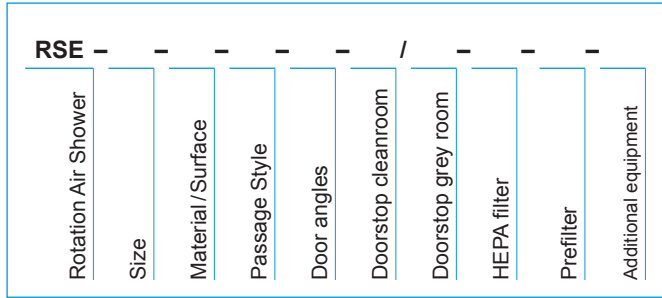 RSE – – – – – / – – –
Rotation Air Shower
Size
Material/Surface
Passage Style
Door angles
Doorstop cleanroom
Doorstop grey room
HEPA filter
Prefilter
Additional equipment